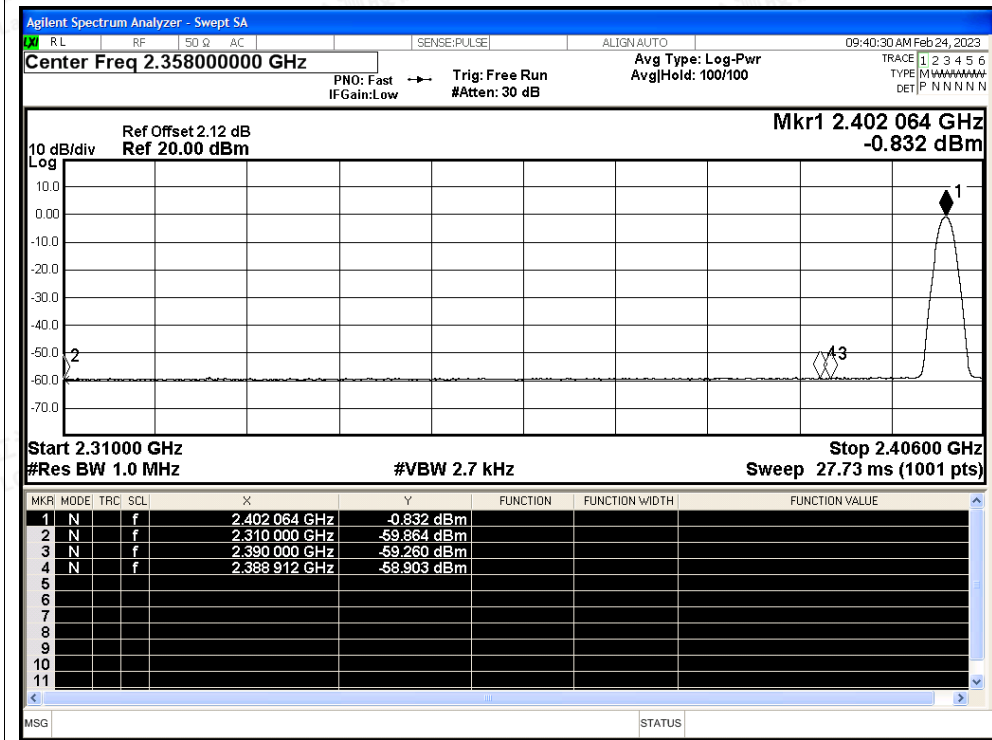 Agilent Spectrum Analyzer - Swept SA
LXI RL RF 50 Ω AC SENSE:PULSE ALIGN AUTO 09:40:30 AM Feb 24, 2023
Center Freq 2.358000000 GHz
PNO: Fast
IFGain:Low
Trig: Free Run
#Atten: 30 dB
Avg Type: Log-Pwr
Avg|Hold: 100/100
TRACE 1 2 3 4 5 6
TYPE M
DET P N N N N N
Mkr1 2.402 064 GHz
-0.832 dBm
Ref Offset 2.12 dB
10 dB/div Ref 20.00 dBm
Log
10.0
0.00
-10.0
-20.0
-30.0
-40.0
-50.0
-60.0
-70.0
1
2
4 3
Start 2.31000 GHz Stop 2.40600 GHz
#Res BW 1.0 MHz #VBW 2.7 kHz Sweep 27.73 ms (1001 pts)
MKR MODE TRC SCL X Y FUNCTION FUNCTION WIDTH FUNCTION VALUE
1 N f 2.402 064 GHz -0.832 dBm
2 N f 2.310 000 GHz -59.864 dBm
3 N f 2.390 000 GHz -59.260 dBm
4 N f 2.388 912 GHz -58.903 dBm
5
6
7
8
9
10
11
MSG STATUS